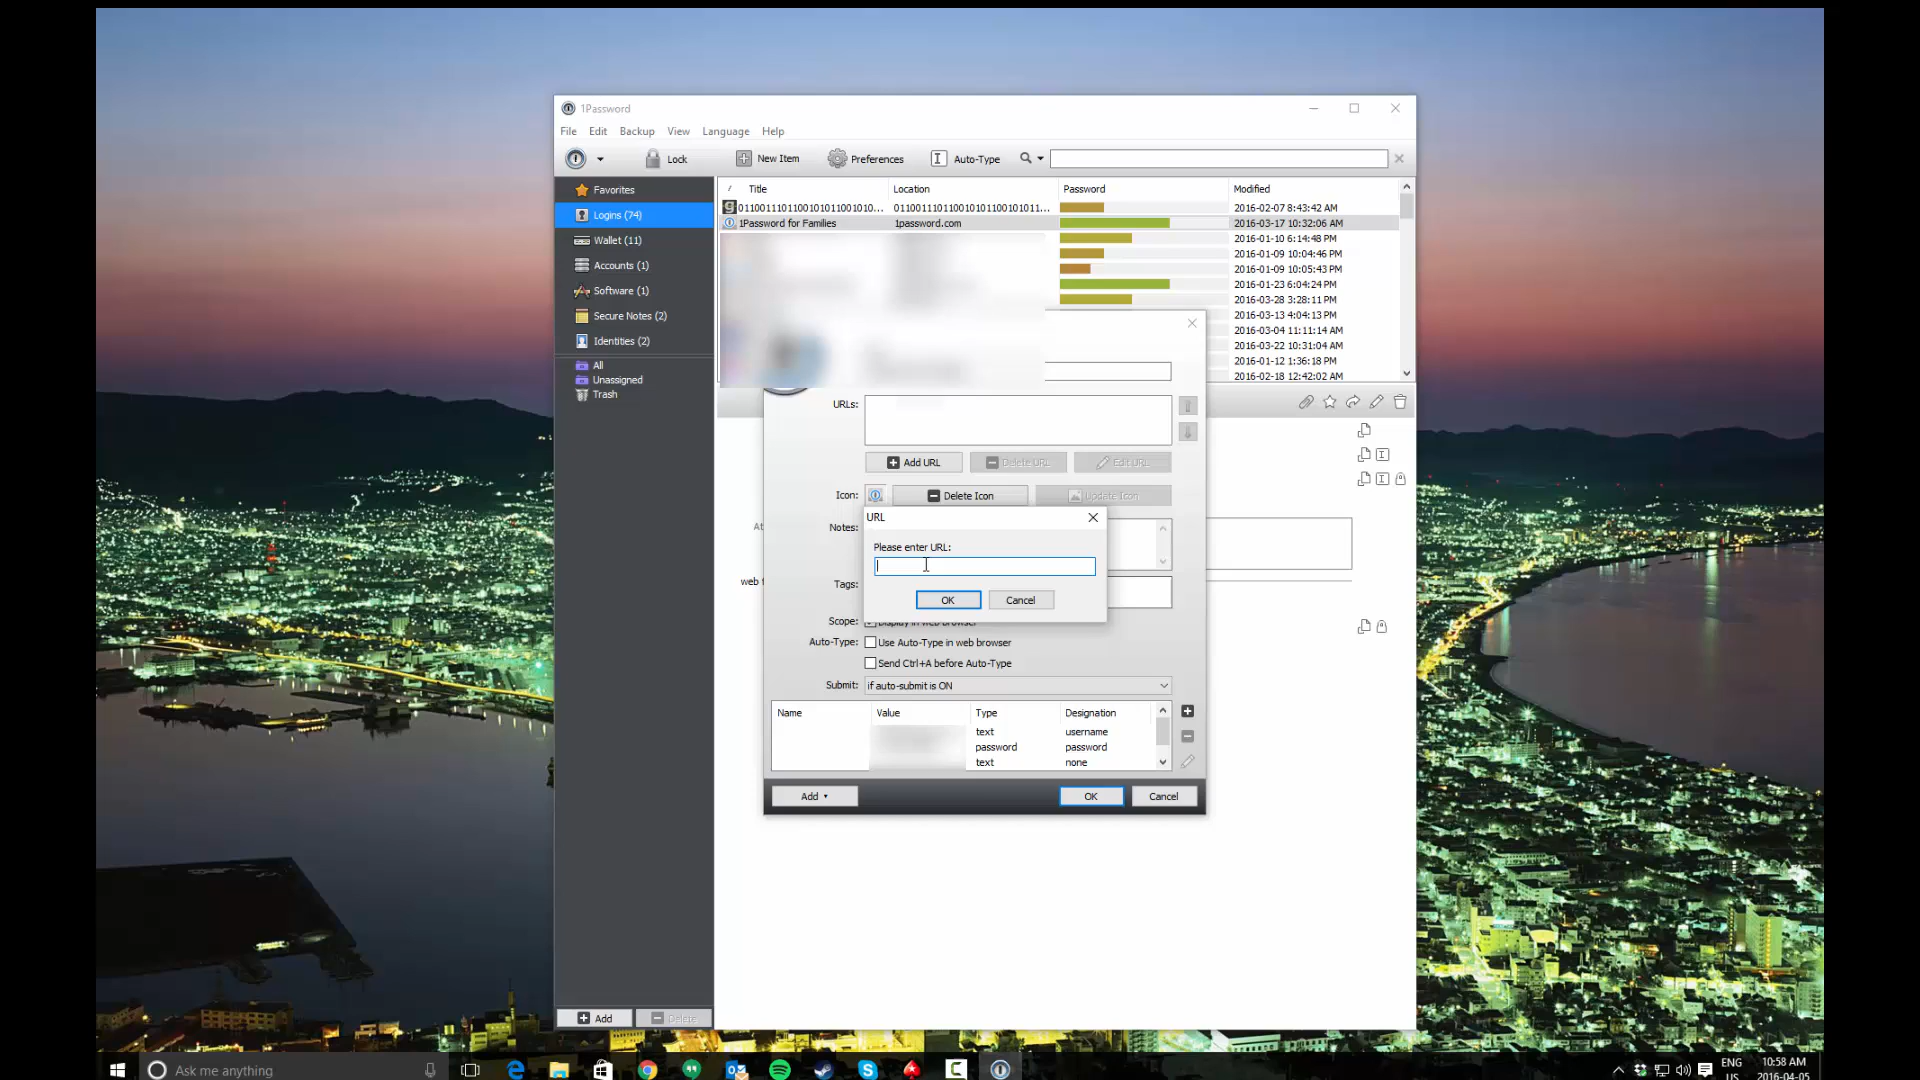 1Password
File Edit Backup View Language Help
Lock New Item Preferences Auto-Type
Favorites
Logins (74)
Wallet (11)
Accounts (1)
Software (1)
Secure Notes (2)
Identities (2)
All
Unassigned
Trash
Title Location Password Modified
2016-02-07 8:43:42 AM
1Password for Families 1password.com 2016-03-17 10:32:06 AM
2016-01-10 6:14:48 PM
2016-01-09 10:04:46 PM
2016-01-09 10:05:43 PM
2016-01-23 6:04:24 PM
2016-03-28 3:28:11 PM
2016-03-13 4:04:13 PM
2016-03-04 11:11:14 AM
2016-03-22 10:31:04 AM
2016-01-12 1:36:18 PM
2016-02-18 12:42:02 AM
URLs:
Add URL Delete URL Edit URL
Icon: Delete Icon Update Icon
Notes:
URL
Please enter URL:
OK Cancel
web f
Tags:
Scope: Display in web browser
Auto-Type: Use Auto-Type in web browser
Send Ctrl+A before Auto-Type
Submit: if auto-submit is ON
Name Value Type Designation
text username
password password
text none
Add OK Cancel
Add Delete
Ask me anything
ENG
US
10:58 AM
2016-04-05